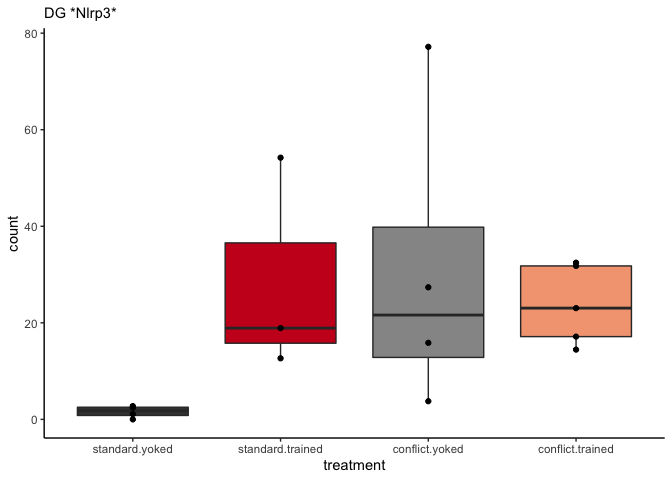 DG *Nlrp3*
80
60
40
20
0
count
standard.yoked standard.trained conflict.yoked conflict.trained
treatment